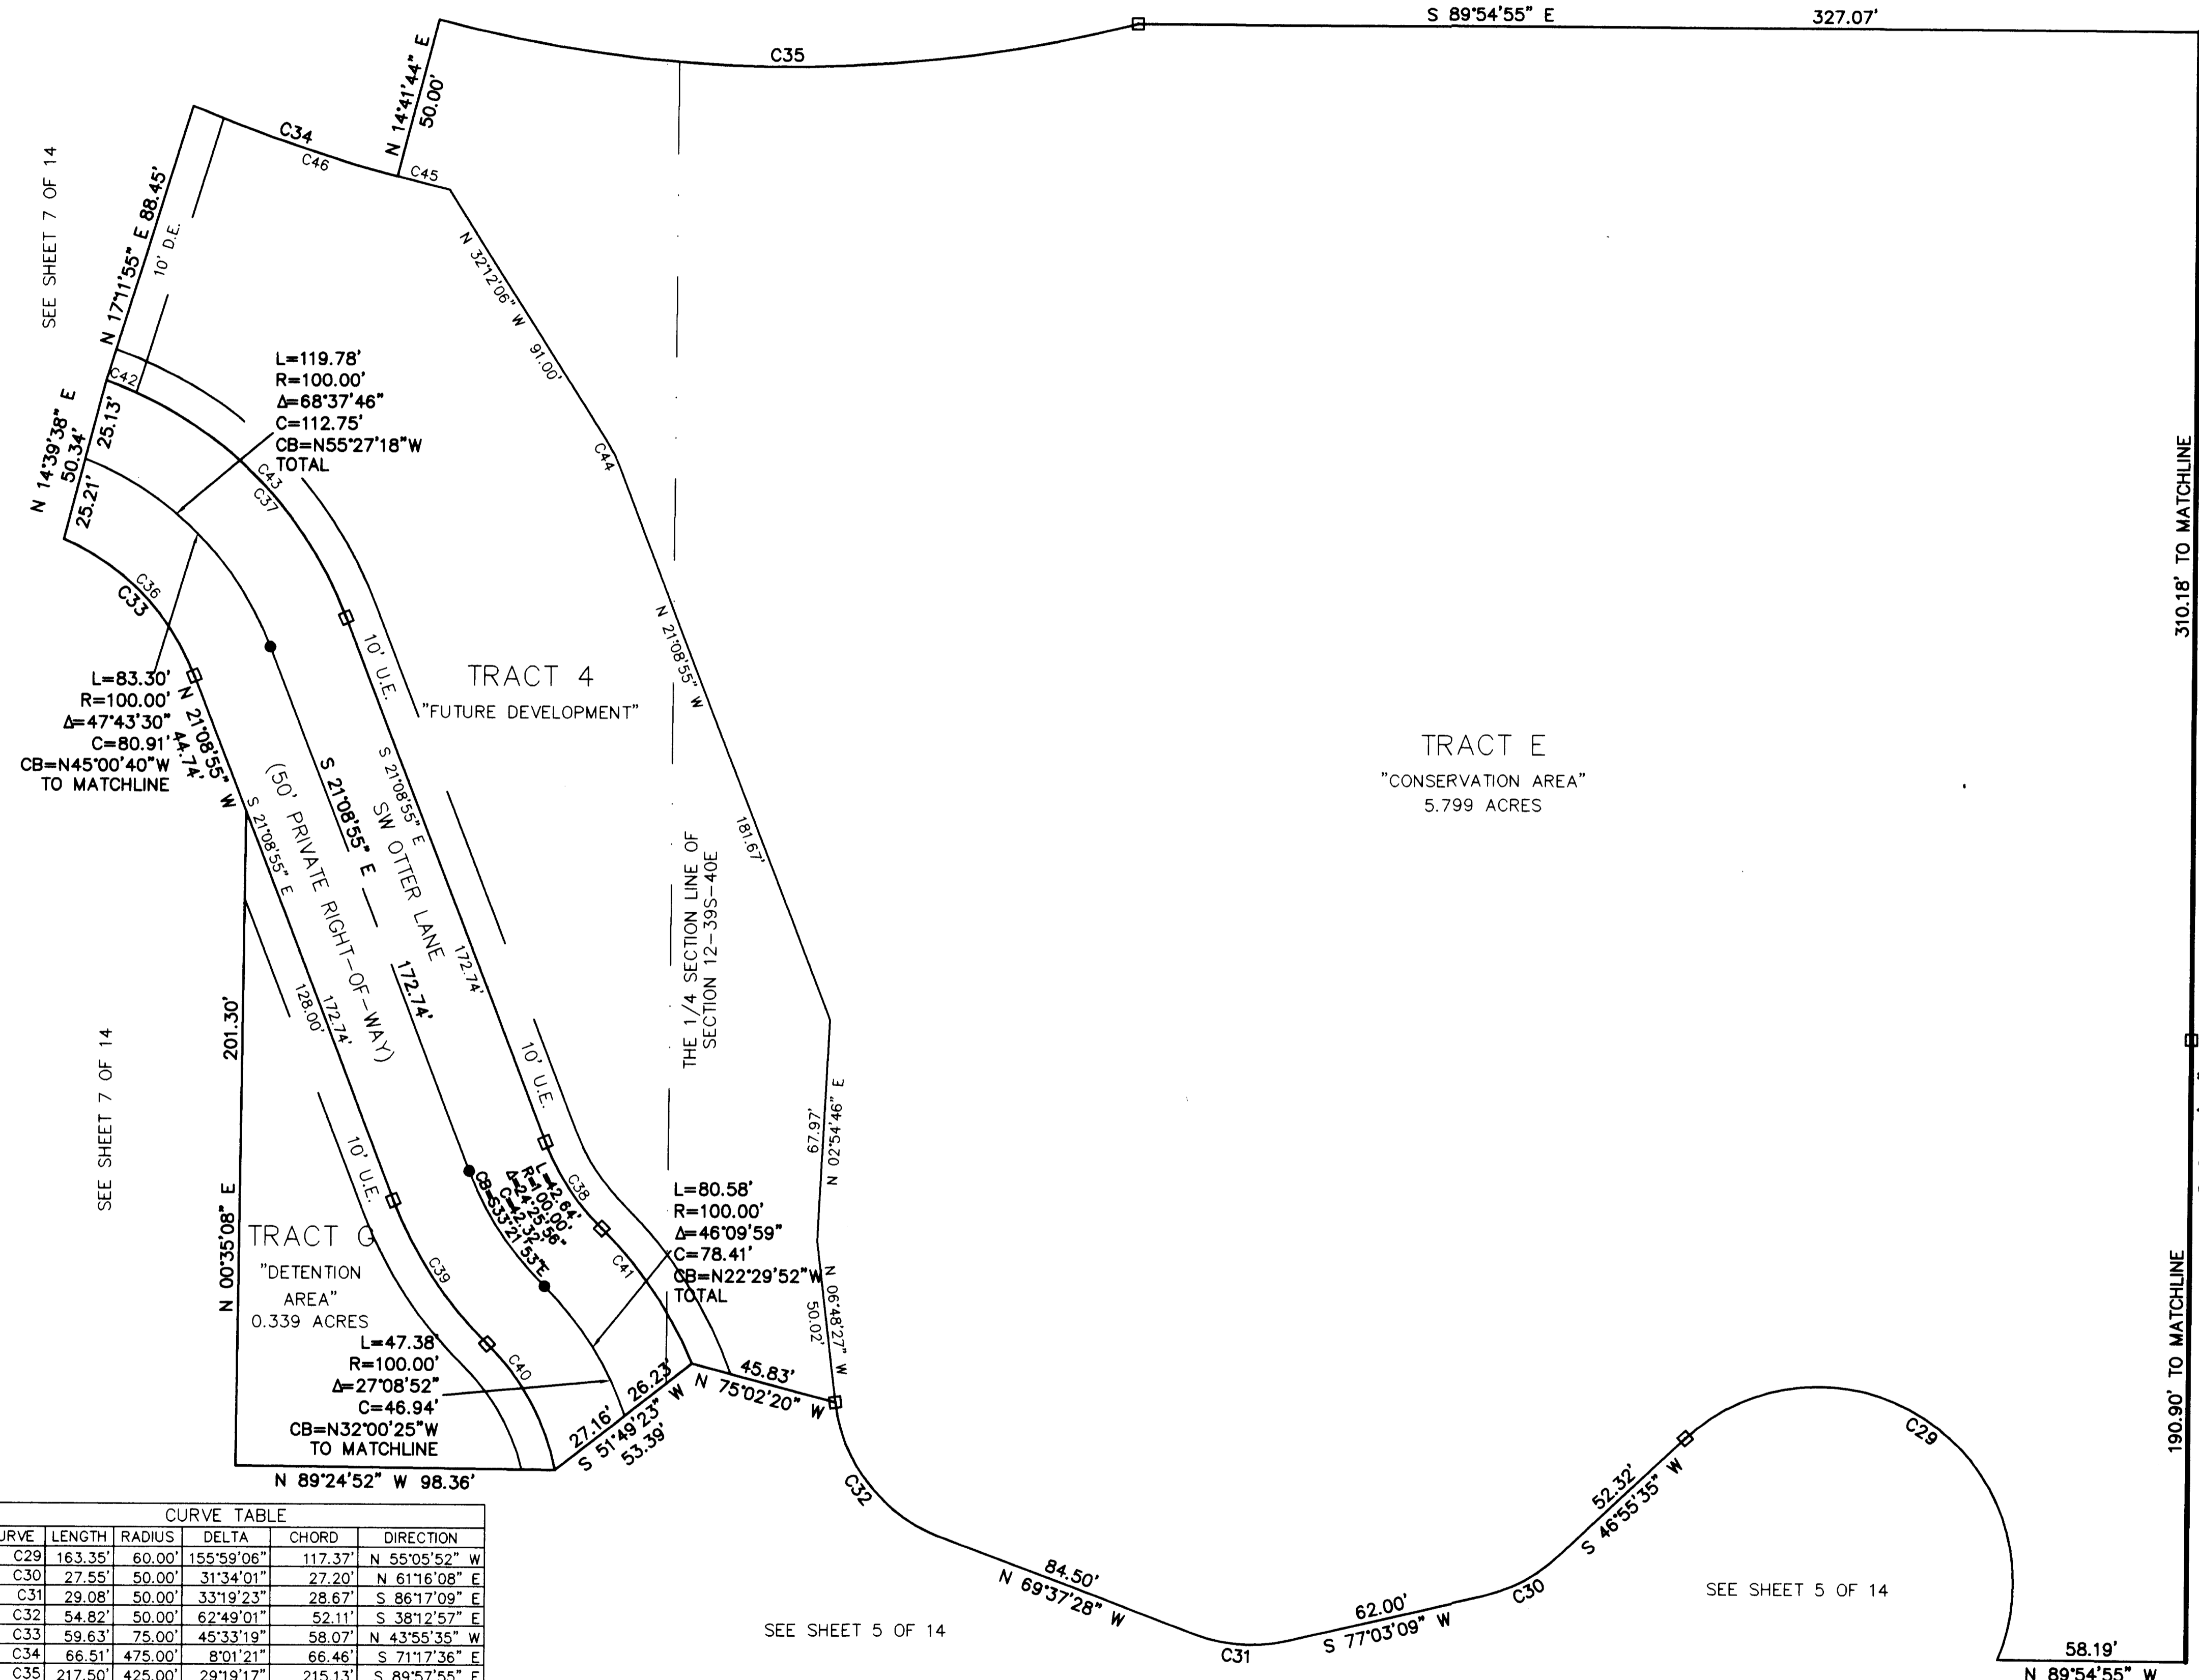 S 89°54'55" E 327.07'
C35
N 14°41'44" E
50.00'
C34
C46
C45
SEE SHEET 7 OF 14
N 17°11'55" E 88.45'
10' D.E.
N 32°12'06" W 91.00'
L=119.78'
R=100.00'
Δ=68°37'46"
C=112.75'
CB=N55°27'18"W
TOTAL
C42
N 14°39'38" E
50.34'
25.13'
25.21'
C43
C37
C44
C36
C33
310.18' TO MATCHLINE
N 21°08'55" W 181.67'
10' U.E.
TRACT 4
"FUTURE DEVELOPMENT"
L=83.30'
R=100.00'
Δ=47°43'30"
C=80.91'
CB=N45°00'40"W
TO MATCHLINE
N 21°08'55" W
44.74'
TRACT E
"CONSERVATION AREA"
5.799 ACRES
S 21°08'55" E 172.74'
S 21°08'55" E 172.74'
SW OTTER LANE
(50' PRIVATE RIGHT-OF-WAY)
S 21°08'55" E 172.74'
128.00'
THE 1/4 SECTION LINE OF
SECTION 12-39S-40E
SEE SHEET 7 OF 14
N 00°35'08" E 201.30'
10' U.E.
10' U.E.
67.97'
N 02°54'46" E
L=42.64'
R=100.00'
Δ=24°25'56"
C=42.32'
CB=S33°21'53"E
C38
C41
L=80.58'
R=100.00'
Δ=46°09'59"
C=78.41'
CB=N22°29'52"W
TOTAL
N 06°48'27" W
50.02'
TRACT G
"DETENTION
AREA"
0.339 ACRES
C39
C40
L=47.38'
R=100.00'
Δ=27°08'52"
C=46.94'
CB=N32°00'25"W
TO MATCHLINE
27.16'
26.23'
S 51°49'23" W
53.39'
45.83'
N 75°02'20" W
N 89°24'52" W 98.36'
190.90' TO MATCHLINE
C29
C32
52.32'
S 46°55'35" W
84.50'
N 69°37'28" W
C31
62.00'
S 77°03'09" W
C30
SEE SHEET 5 OF 14
SEE SHEET 5 OF 14
58.19'
N 89°54'55" W
CURVE TABLE
URVE LENGTH RADIUS DELTA CHORD DIRECTION
C29 163.35' 60.00' 155°59'06" 117.37' N 55°05'52" W
C30 27.55' 50.00' 31°34'01" 27.20' N 61°16'08" E
C31 29.08' 50.00' 33°19'23" 28.67' S 86°17'09" E
C32 54.82' 50.00' 62°49'01" 52.11' S 38°12'57" E
C33 59.63' 75.00' 45°33'19" 58.07' N 43°55'35" W
C34 66.51' 475.00' 8°01'21" 66.46' S 71°17'36" E
C35 217.50' 425.00' 29°19'17" 215.13' S 89°57'55" E